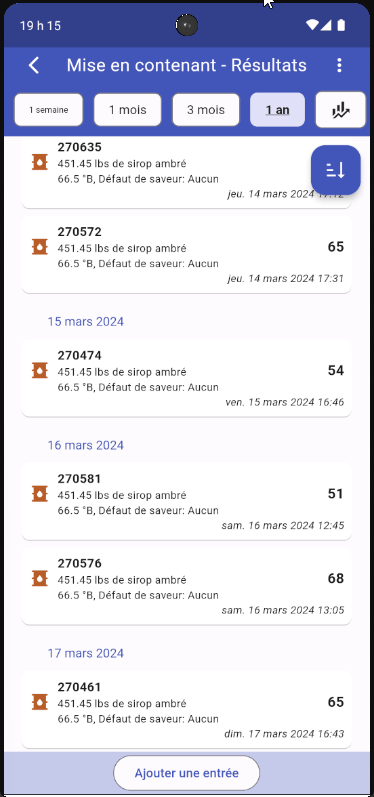 19 h 15
Mise en contenant - Résultats
1 semaine
1 mois
3 mois
1 an
270635
451.45 lbs de sirop ambré
66.5 °B, Défaut de saveur: Aucun
jeu. 14 mars 2024
270572
451.45 lbs de sirop ambré
65
66.5 °B, Défaut de saveur: Aucun
jeu. 14 mars 2024 17:31
15 mars 2024
270474
451.45 lbs de sirop ambré
54
66.5 °B, Défaut de saveur: Aucun
ven. 15 mars 2024 16:46
16 mars 2024
270581
451.45 lbs de sirop ambré
51
66.5 °B, Défaut de saveur: Aucun
sam. 16 mars 2024 12:45
270576
451.45 lbs de sirop ambré
68
66.5 °B, Défaut de saveur: Aucun
sam. 16 mars 2024 13:05
17 mars 2024
270461
451.45 lbs de sirop ambré
65
66.5 °B, Défaut de saveur: Aucun
dim. 17 mars 2024 16:43
Ajouter une entrée